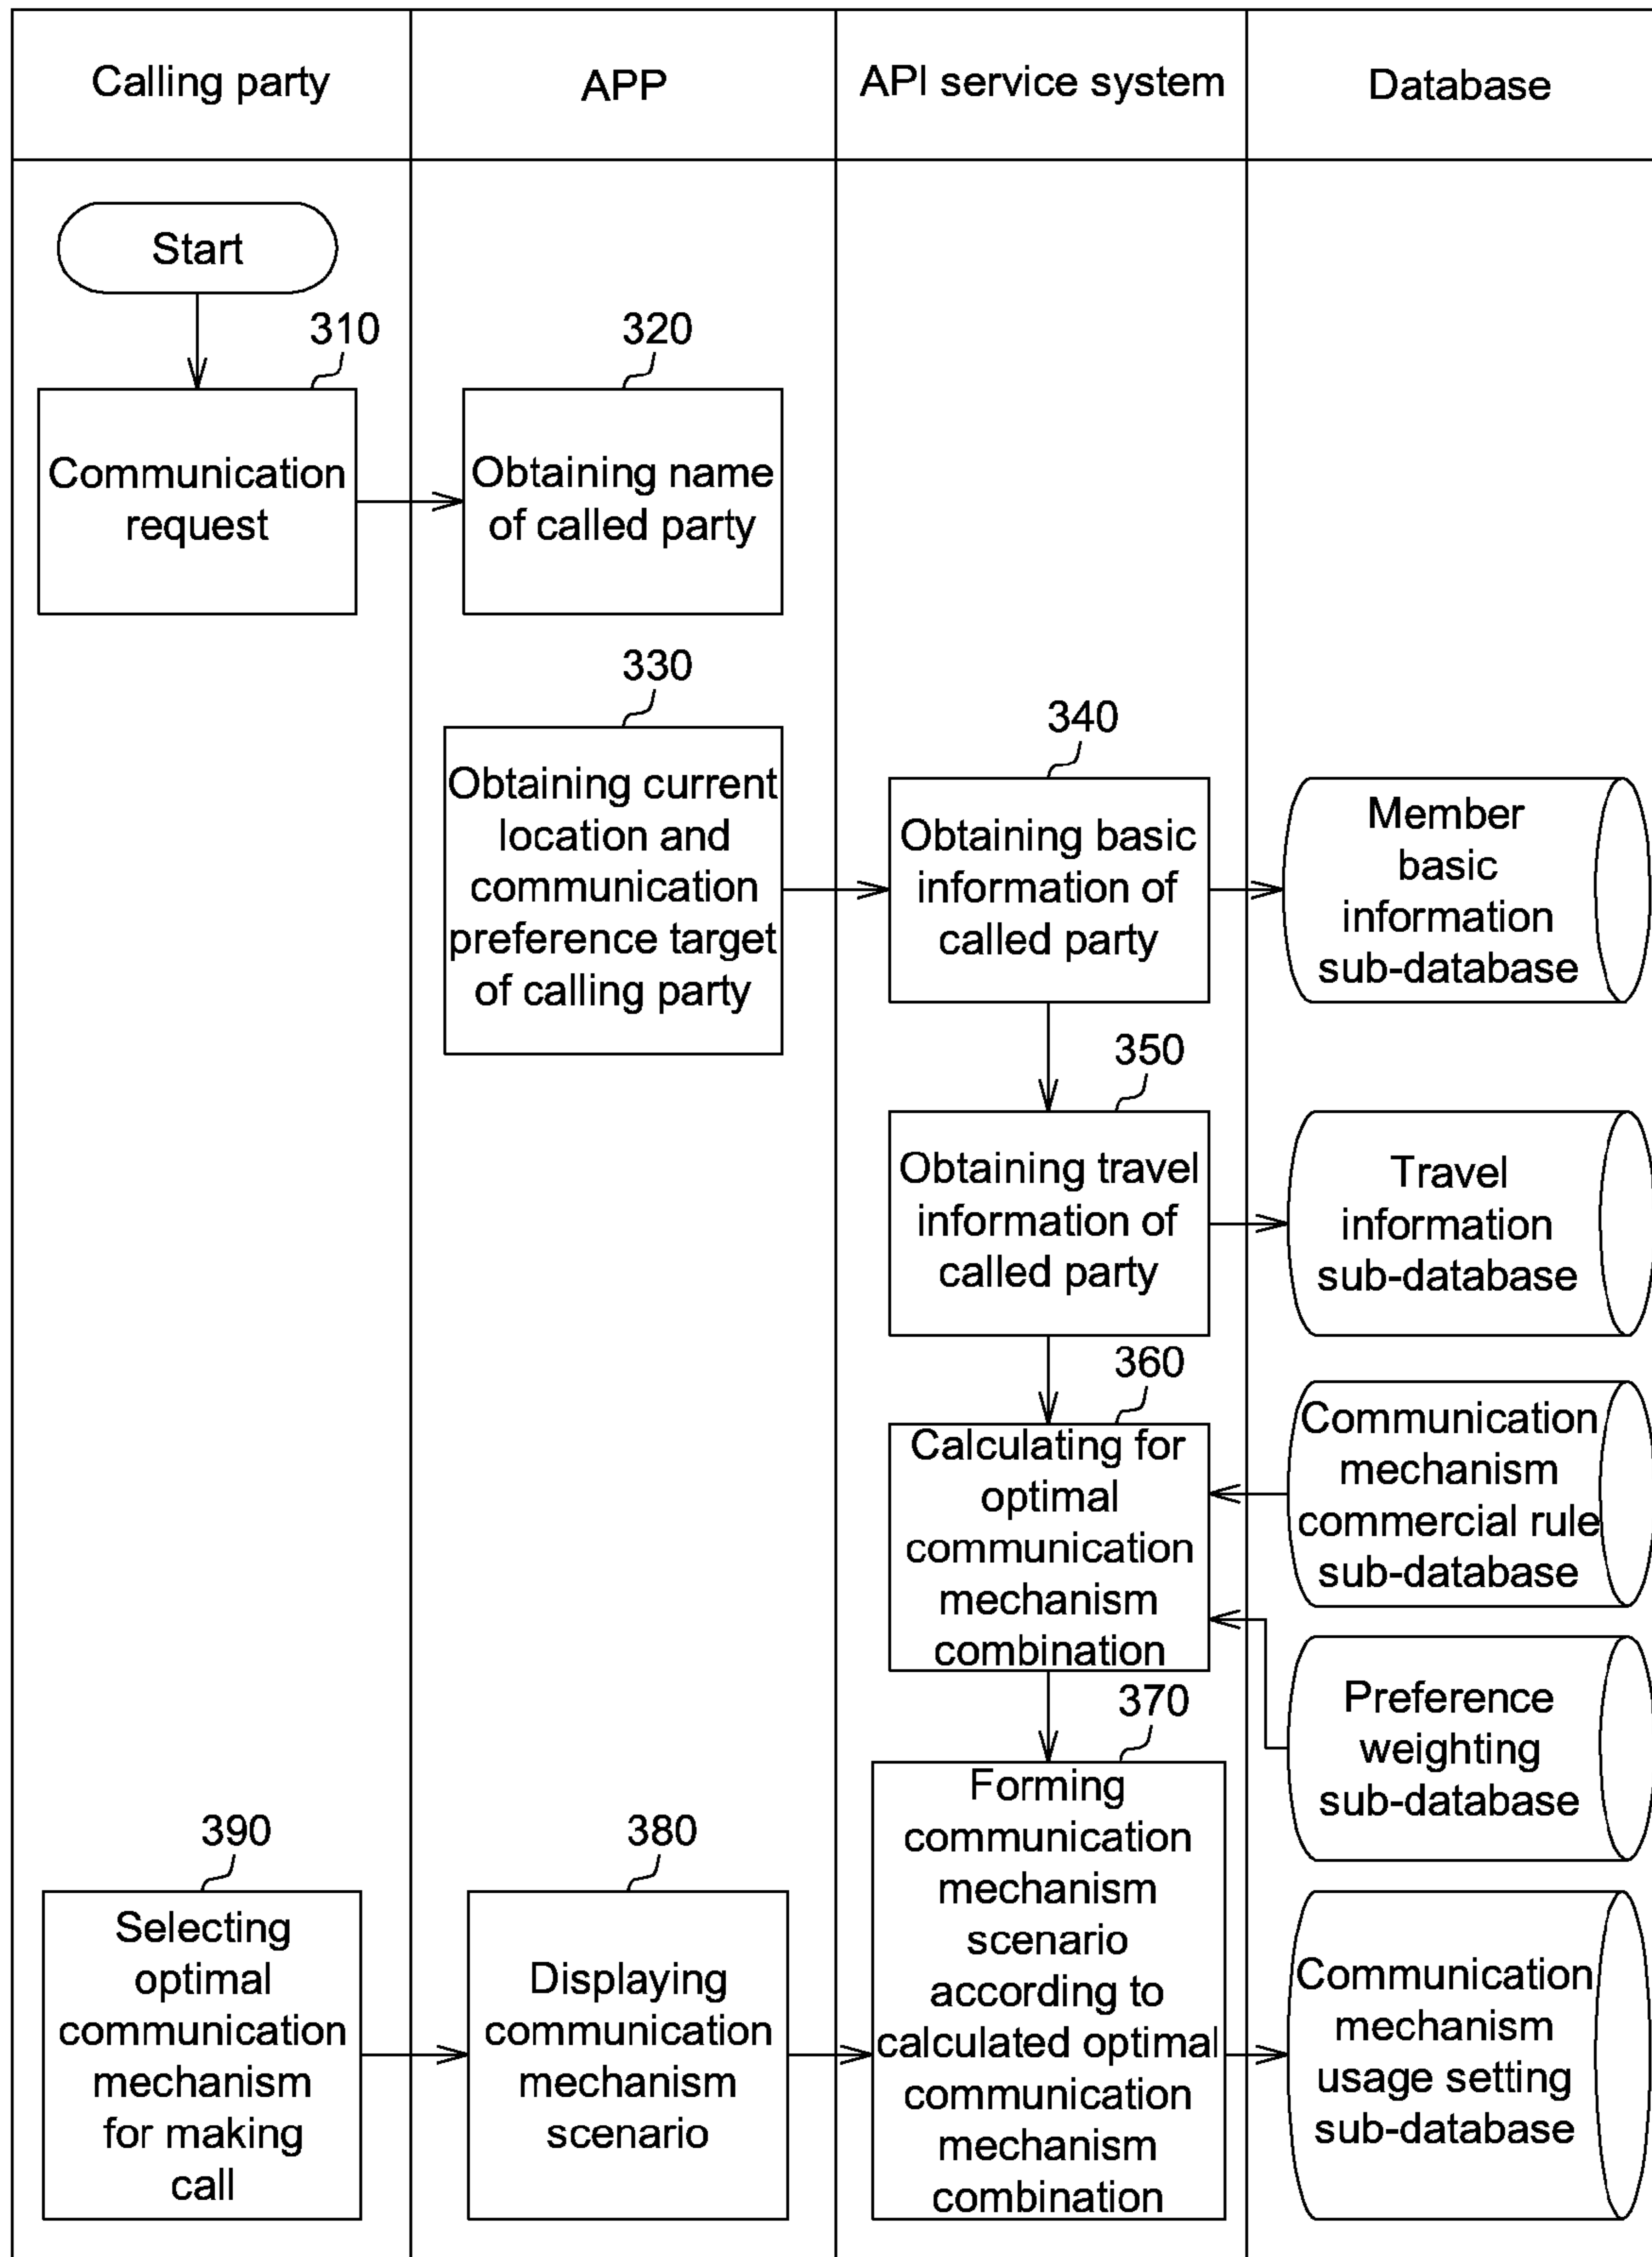 Calling party
APP
API service system
Database
Start
310
Communication
request
320
Obtaining name
of called party
330
Obtaining current
location and
communication
preference target
of calling party
340
Obtaining basic
information of
called party
Member
basic
information
sub-database
350
Obtaining travel
information of
called party
Travel
information
sub-database
360
Calculating for
optimal
communication
mechanism
combination
Communication
mechanism
commercial rule
sub-database
Preference
weighting
sub-database
370
Forming
communication
mechanism
scenario
according to
calculated optimal
communication
mechanism
combination
Communication
mechanism
usage setting
sub-database
380
Displaying
communication
mechanism
scenario
390
Selecting
optimal
communication
mechanism
for making
call